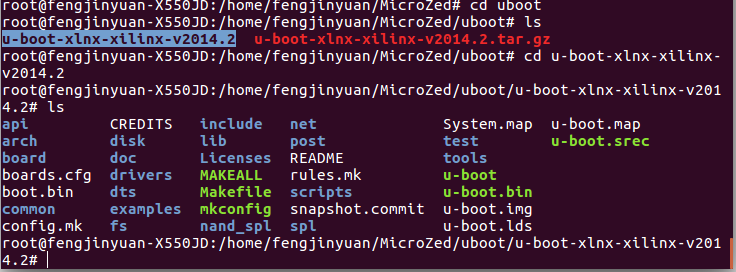 root@fengjinyuan-X550JD:/home/fengjinyuan/MicroZed# cd uboot
root@fengjinyuan-X550JD:/home/fengjinyuan/MicroZed/uboot# ls
u-boot-xlnx-xilinx-v2014.2  u-boot-xlnx-xilinx-v2014.2.tar.gz
root@fengjinyuan-X550JD:/home/fengjinyuan/MicroZed/uboot# cd u-boot-xlnx-xilinx-
v2014.2
root@fengjinyuan-X550JD:/home/fengjinyuan/MicroZed/uboot/u-boot-xlnx-xilinx-v201
4.2# ls
api        CREDITS   include   net              System.map  u-boot.map
arch       disk      lib       post             test        u-boot.srec
board      doc       Licenses  README           tools
boards.cfg drivers   MAKEALL   rules.mk         u-boot
boot.bin   dts       Makefile  scripts          u-boot.bin
common     examples  mkconfig  snapshot.commit  u-boot.img
config.mk  fs        nand_spl  spl              u-boot.lds
root@fengjinyuan-X550JD:/home/fengjinyuan/MicroZed/uboot/u-boot-xlnx-xilinx-v201
4.2#